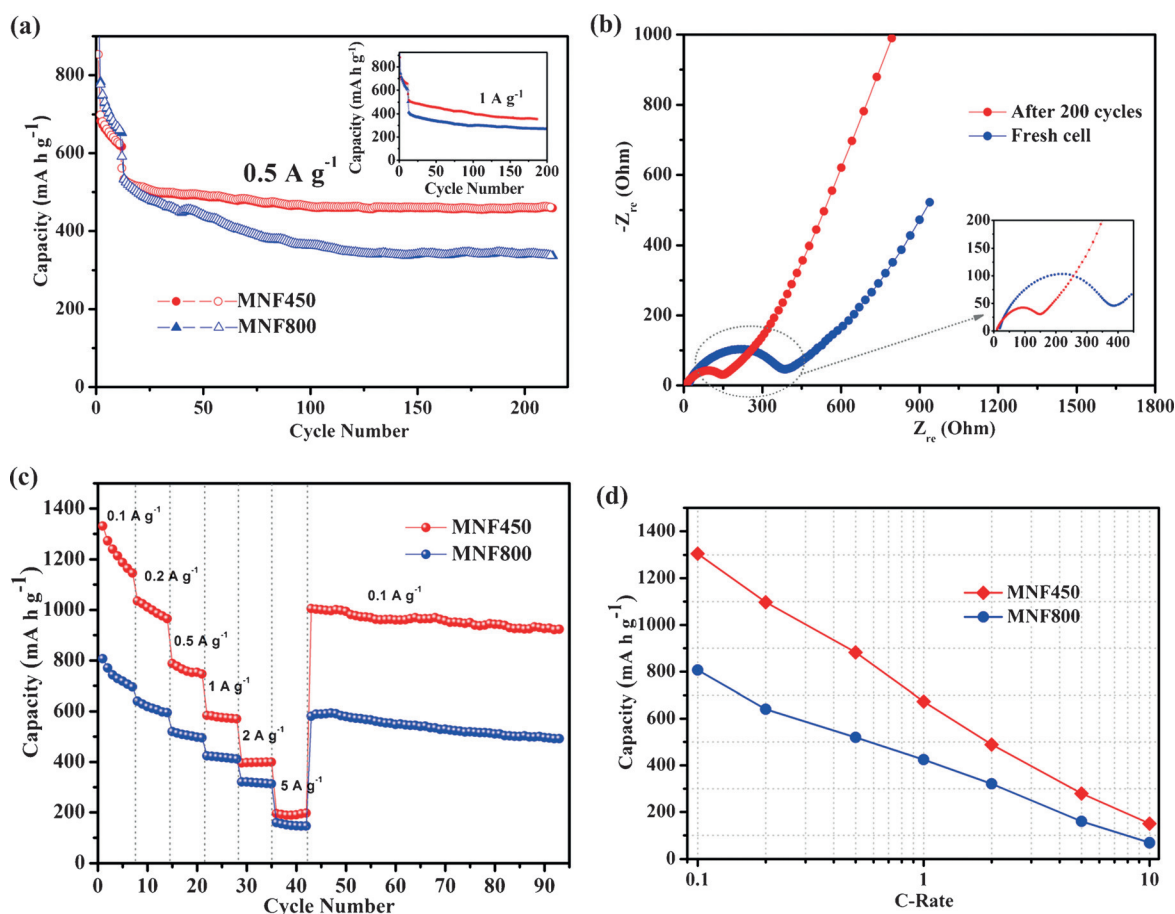 (a)
Capacity (mA h g⁻¹)
800
600
400
200
0
0 50 100 150 200
Cycle Number
0.5 A g⁻¹
MNF450
MNF800
Capacity (mA h g⁻¹)
800
600
400
200
0
0 50 100 150 200
Cycle Number
1 A g⁻¹
(b)
-Zre (Ohm)
1000
800
600
400
200
0
0 300 600 900 1200 1500 1800
Zre (Ohm)
After 200 cycles
Fresh cell
200
150
100
50
0
0 100 200 300 400
(c)
Capacity (mA h g⁻¹)
1400
1200
1000
800
600
400
200
0
0 10 20 30 40 50 60 70 80 90
Cycle Number
0.1 A g⁻¹
0.2 A g⁻¹
0.5 A g⁻¹
1 A g⁻¹
2 A g⁻¹
5 A g⁻¹
0.1 A g⁻¹
MNF450
MNF800
(d)
Capacity (mA h g⁻¹)
1400
1200
1000
800
600
400
200
0
0.1 1 10
C-Rate
MNF450
MNF800